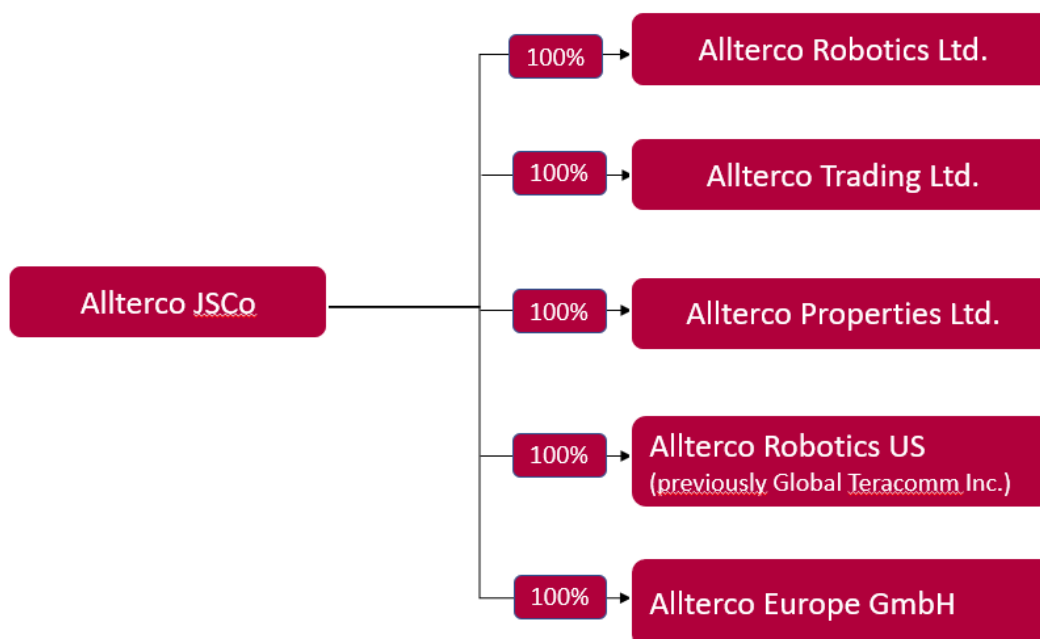 100%
Allterco Robotics Ltd.
100%
Allterco Trading Ltd.
Allterco JSCo
100%
Allterco Properties Ltd.
100%
Allterco Robotics US
(previously Global Teracomm Inc.)
100%
Allterco Europe GmbH